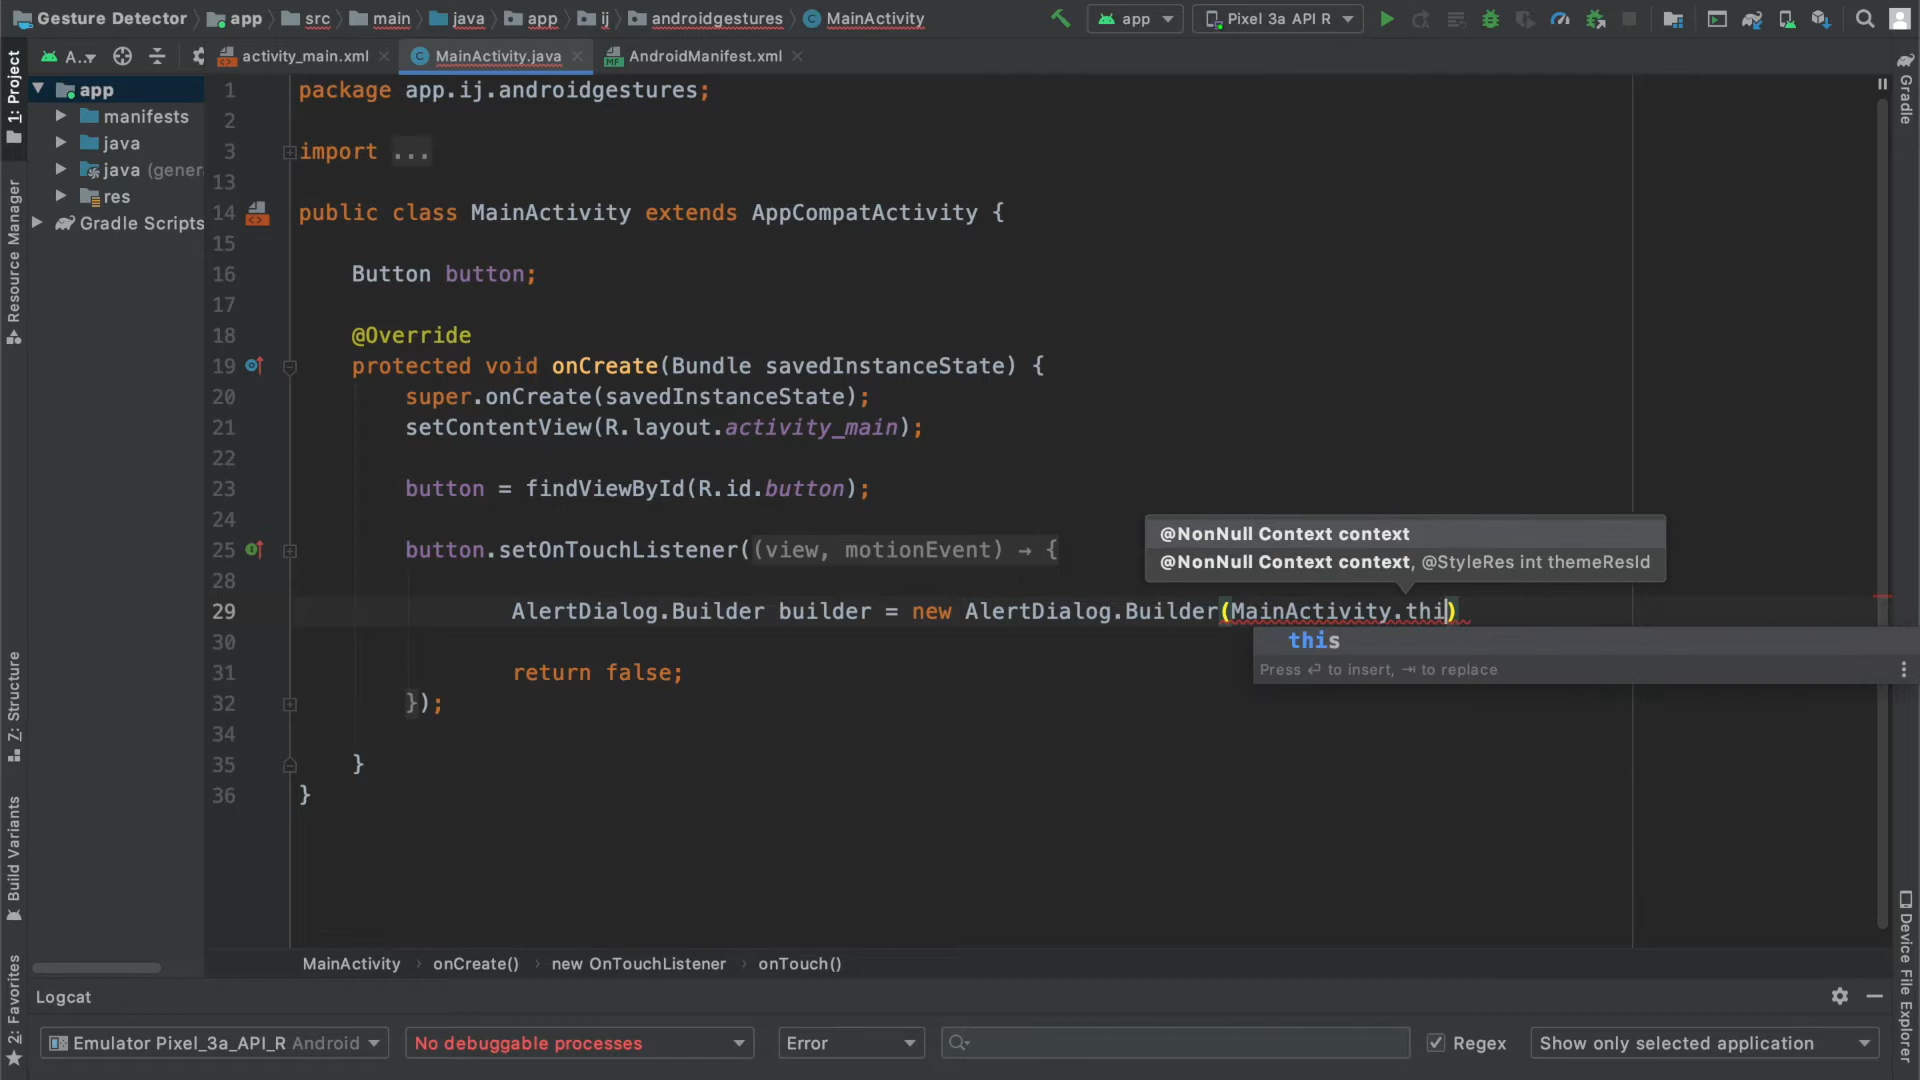 Gesture Detector app src main java app ij androidgestures MainActivity app Pixel 3a API R
A.. activity_main.xml MainActivity.java AndroidManifest.xml
1: Project
Resource Manager
Z: Structure
Build Variants
2: Favorites
app
manifests
java
java (gener
res
Gradle Scripts
1 package app.ij.androidgestures;
2
3 import ...
13
14 public class MainActivity extends AppCompatActivity {
15
16 Button button;
17
18 @Override
19 protected void onCreate(Bundle savedInstanceState) {
20 super.onCreate(savedInstanceState);
21 setContentView(R.layout.activity_main);
22
23 button = findViewById(R.id.button);
24
25 button.setOnTouchListener((view, motionEvent) → {
@NonNull Context context
@NonNull Context context, @StyleRes int themeResId
28
29 AlertDialog.Builder builder = new AlertDialog.Builder(MainActivity.thi)
this
Press ↵ to insert, ⇥ to replace
30
31 return false;
32 });
34
35 }
36 }
MainActivity › onCreate() › new OnTouchListener › onTouch()
Logcat
Emulator Pixel_3a_API_R Android No debuggable processes Error Regex Show only selected application
Gradle
Device File Explorer